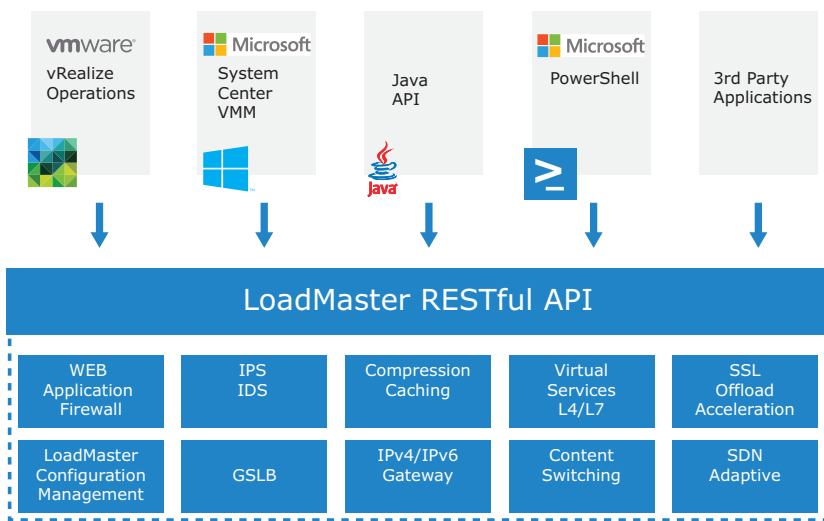 vmware®
vRealize
Operations
Microsoft
System
Center
VMM
Java
API
Java
Microsoft
PowerShell
3rd Party
Applications
LoadMaster RESTful API
WEB
Application
Firewall
IPS
IDS
Compression
Caching
Virtual
Services
L4/L7
SSL
Offload
Acceleration
LoadMaster
Configuration
Management
GSLB
IPv4/IPv6
Gateway
Content
Switching
SDN
Adaptive